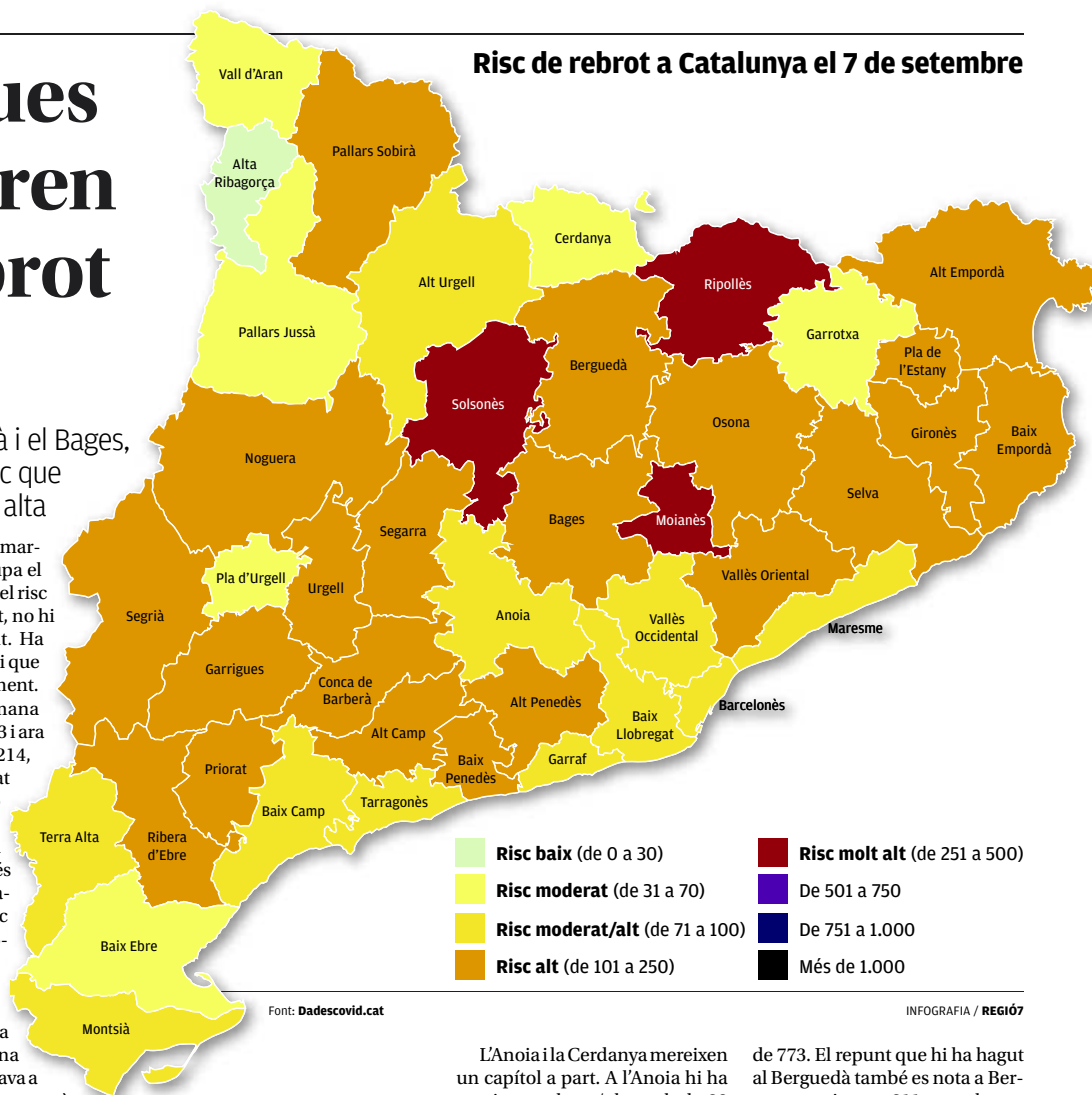 ues
ren
brot
à i el Bages,
c que
alta
mar-
upa el
el risc
t, no hi
t. Ha
i que
nent.
nana
3 i ara
214,
at
és
a-
c
a
na
ava a
Risc de rebrot a Catalunya el 7 de setembre
Vall d'Aran
Pallars Sobirà
Alta
Ribagorça
Cerdanya
Alt Urgell
Ripollès
Alt Empordà
Pallars Jussà
Garrotxa
Pla de
l'Estany
Berguedà
Solsonès
Osona
Gironès
Baix
Empordà
Noguera
Selva
Segarra
Bages
Moianès
Pla d'Urgell
Urgell
Vallès Oriental
Segrià
Anoia
Vallès
Occidental
Maresme
Garrigues
Conca de
Barberà
Alt Penedès
Barcelonès
Baix
Llobregat
Alt Camp
Garraf
Priorat
Baix
Penedès
Baix Camp
Tarragonès
Terra Alta
Ribera
d'Ebre
Baix Ebre
Montsià
Risc baix (de 0 a 30)
Risc moderat (de 31 a 70)
Risc moderat/alt (de 71 a 100)
Risc alt (de 101 a 250)
Risc molt alt (de 251 a 500)
De 501 a 750
De 751 a 1.000
Més de 1.000
Font: Dadescovid.cat
INFOGRAFIA / REGIÓ7
L'Anoia i la Cerdanya mereixen
un capítol a part. A l'Anoia hi ha
de 773. El repunt que hi ha hagut
al Berguedà també es nota a Ber-